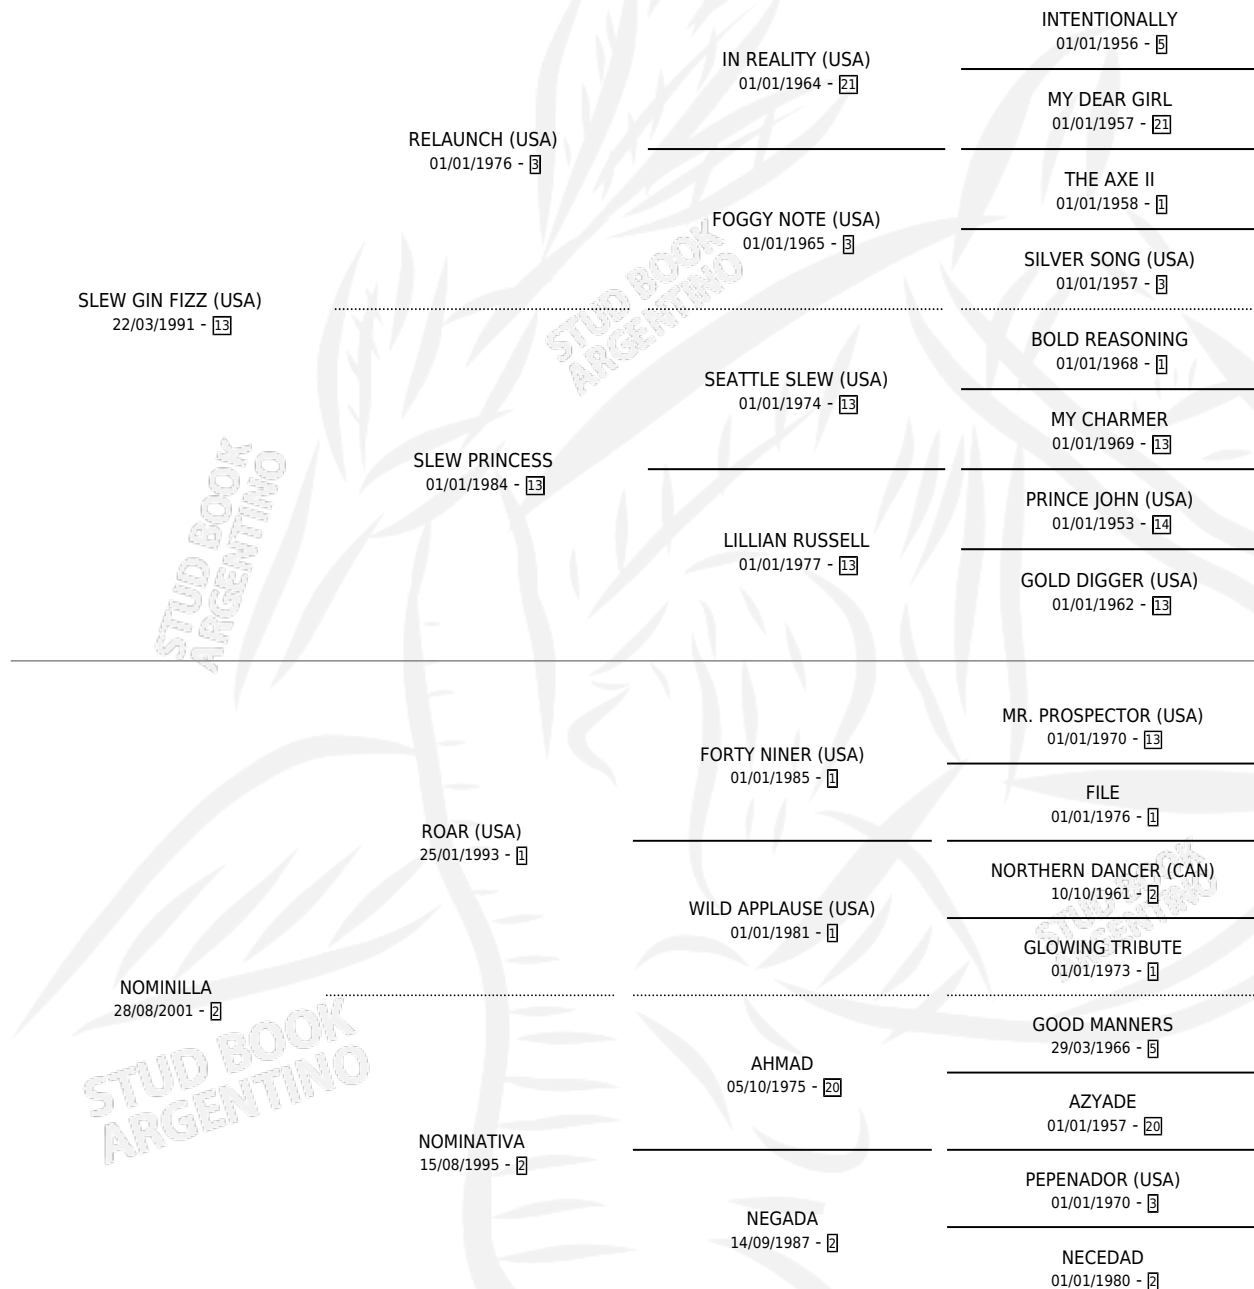 INTENTIONALLY
01/01/1956 - 5
IN REALITY (USA)
01/01/1964 - 21
MY DEAR GIRL
01/01/1957 - 21
RELAUNCH (USA)
01/01/1976 - 3
THE AXE II
01/01/1958 - 1
FOGGY NOTE (USA)
01/01/1965 - 3
SILVER SONG (USA)
01/01/1957 - 3
SLEW GIN FIZZ (USA)
22/03/1991 - 13
BOLD REASONING
01/01/1968 - 1
SEATTLE SLEW (USA)
01/01/1974 - 13
MY CHARMER
01/01/1969 - 13
SLEW PRINCESS
01/01/1984 - 13
PRINCE JOHN (USA)
01/01/1953 - 14
LILLIAN RUSSELL
01/01/1977 - 13
GOLD DIGGER (USA)
01/01/1962 - 13
MR. PROSPECTOR (USA)
01/01/1970 - 13
FORTY NINER (USA)
01/01/1985 - 1
FILE
01/01/1976 - 1
ROAR (USA)
25/01/1993 - 1
NORTHERN DANCER (CAN)
10/10/1961 - 2
WILD APPLAUSE (USA)
01/01/1981 - 1
GLOWING TRIBUTE
01/01/1973 - 1
NOMINILLA
28/08/2001 - 2
GOOD MANNERS
29/03/1966 - 5
AHMAD
05/10/1975 - 20
AZYADE
01/01/1957 - 20
NOMINATIVA
15/08/1995 - 2
PEPENADOR (USA)
01/01/1970 - 3
NEGADA
14/09/1987 - 2
NECEDAD
01/01/1980 - 2
STUD BOOK
ARGENTINO
STUD BOOK
ARGENTINO
STUD BOOK
ARGENTINO
STUD BOOK
ARGENTINO